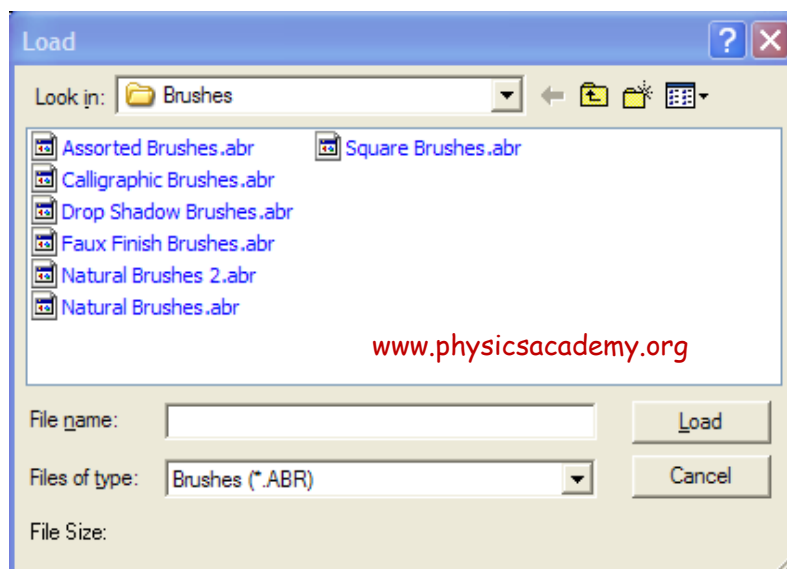 Load
Look in: Brushes
Assorted Brushes.abr
Calligraphic Brushes.abr
Drop Shadow Brushes.abr
Faux Finish Brushes.abr
Natural Brushes 2.abr
Natural Brushes.abr
Square Brushes.abr
www.physicsacademy.org
File name: Load
Files of type: Brushes (*.ABR) Cancel
File Size: